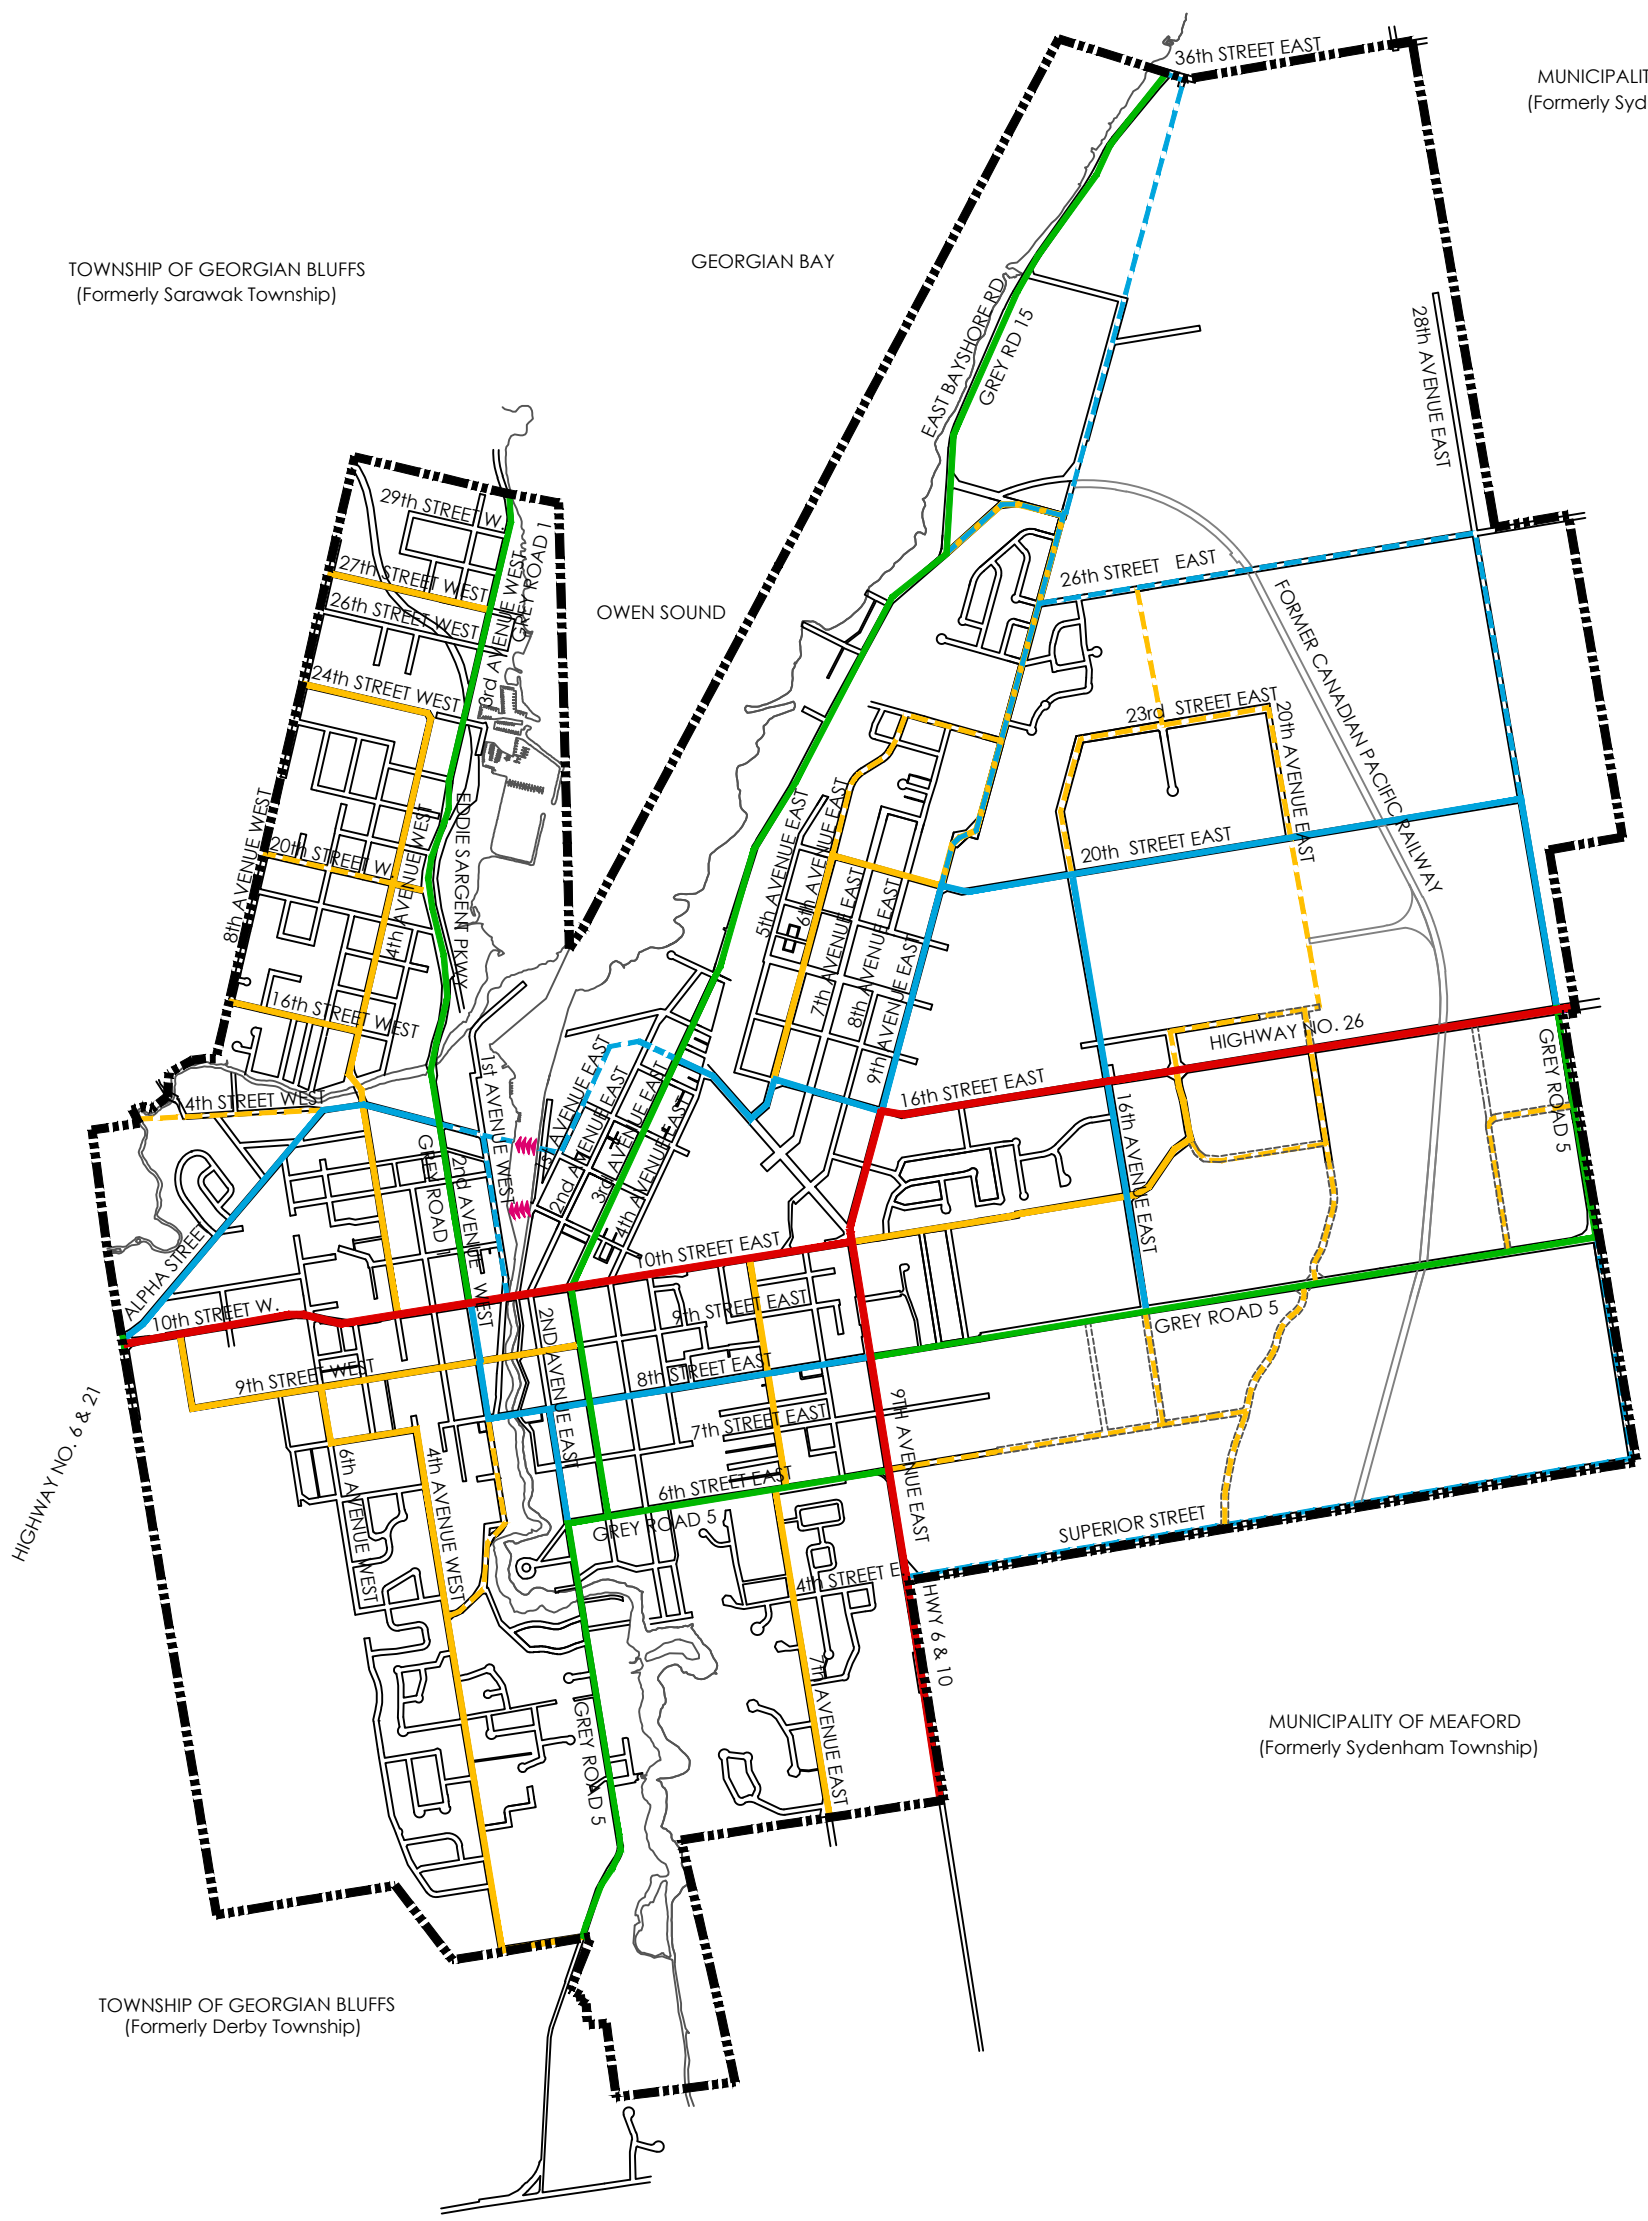 36th STREET EAST
MUNICIPALIT
(Formerly Syd
TOWNSHIP OF GEORGIAN BLUFFS
(Formerly Sarawak Township)
GEORGIAN BAY
EAST BAYSHORE RD
GREY RD 15
28th AVENUE EAST
29th STREET W.
27th STREET WEST
26th STREET WEST
24th STREET WEST
3rd AVENUE WEST
GREY ROAD 1
OWEN SOUND
26th STREET EAST
FORMER CANADIAN PACIFIC RAILWAY
23rd STREET EAST
20th AVENUE EAST
20th STREET EAST
8th AVENUE WEST
20th STREET W.
4th AVENUE WEST
EDDIE SARGENT PKWY
16th STREET WEST
5th AVENUE EAST
6th AVENUE EAST
7th AVENUE EAST
8th AVENUE EAST
9th AVENUE EAST
HIGHWAY NO. 26
16th STREET EAST
GREY ROAD 5
16th AVENUE EAST
4th STREET WEST
1st AVENUE WEST
GREY ROAD
2nd AVENUE WEST
1st AVENUE EAST
2nd AVENUE EAST
3rd AVENUE EAST
4th AVENUE EAST
ALPHA STREET
10th STREET W.
10th STREET EAST
9th STREET EAST
9th STREET WEST
8th STREET EAST
2ND AVENUE EAST
7th STREET EAST
6th STREET EAST
GREY ROAD 5
GREY ROAD 5
9TH AVENUE EAST
HIGHWAY NO. 6 & 21
6th AVENUE WEST
4th AVENUE WEST
SUPERIOR STREET
4th STREET E.
HWY 6 & 10
7th AVENUE EAST
GREY ROAD 5
MUNICIPALITY OF MEAFORD
(Formerly Sydenham Township)
TOWNSHIP OF GEORGIAN BLUFFS
(Formerly Derby Township)